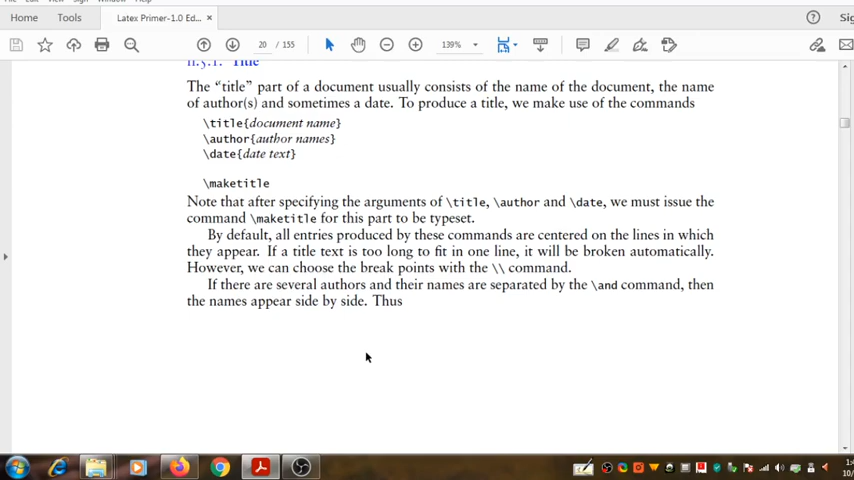 Home
Tools
Latex Primer-1.0 Ed... ×
20 / 155
139%
II.3.1. Title
The “title” part of a document usually consists of the name of the document, the name
of author(s) and sometimes a date. To produce a title, we make use of the commands
\title{document name}
\author{author names}
\date{date text}
\maketitle
Note that after specifying the arguments of \title, \author and \date, we must issue the
command \maketitle for this part to be typeset.
By default, all entries produced by these commands are centered on the lines in which
they appear. If a title text is too long to fit in one line, it will be broken automatically.
However, we can choose the break points with the \\ command.
If there are several authors and their names are separated by the \and command, then
the names appear side by side. Thus